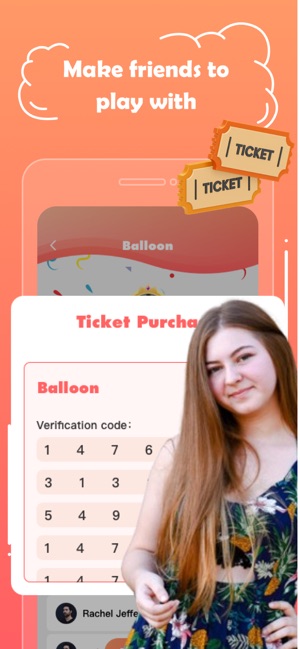 Make friends to
play with
TICKET
TICKET
Balloon
Ticket Purcha
Balloon
Verification code:
1 4 7 6
3 1 3
5 4 9
1 4 7
1 4 7
Rachel Jeffe